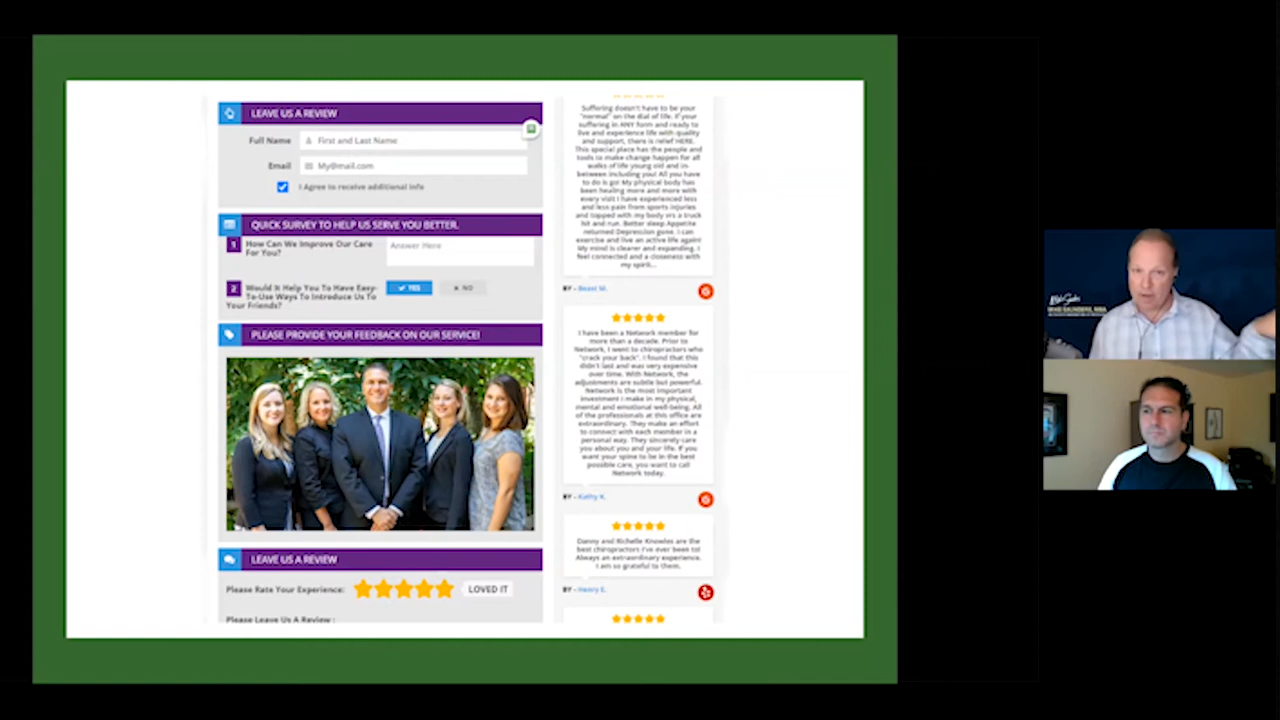 LEAVE US A REVIEW
Full Name
First and Last Name
Email
My@mail.com
I Agree to receive additional info
QUICK SURVEY TO HELP US SERVE YOU BETTER.
1
How Can We Improve Our Care
For You?
Answer Here
2
Would It Help You To Have Easy-
To-Use Ways To Introduce Us To
Your Friends?
YES
NO
PLEASE PROVIDE YOUR FEEDBACK ON OUR SERVICE!
LEAVE US A REVIEW
Please Rate Your Experience:
LOVED IT
Please Leave Us A Review :
Suffering doesn't have to be your
"normal" on the dial of life. If your
suffering in ANY form and ready to
live and experience life with quality
and support, there is relief HERE.
This special place has the people and
tools to make change happen for all
walks of life young old and in-
between including you! All you have
to do is go! My physical body has
been healing more and more with
every visit I have experienced less
and less pain from sports injuries
and topped with my body vrs a truck
hit and run. Better sleep Appetite
returned Depression gone. I can
exercise and live an active life again!
My mind is clearer and expanding. I
feel connected and a closeness with
my spirit...
BY - Beast M.
I have been a Network member for
more than a decade. Prior to
Network, I went to chiropractors who
"crack your back". I found that this
didn't last and was very expensive
over time. With Network, the
adjustments are subtle but powerful.
Network is the most important
investment I make in my physical,
mental and emotional well-being. All
of the professionals at this office are
extraordinary. They make an effort
to connect with each member in a
personal way. They sincerely care
you about you and your life. If you
want your spine to be in the best
possible care, you want to call
Network today.
BY - Kathy K.
Danny and Richelle Knowles are the
best chiropractors I've ever been to!
Always an extraordinary experience.
I am so grateful to them.
BY - Henry E.
MIKE SAUNDERS, MBA